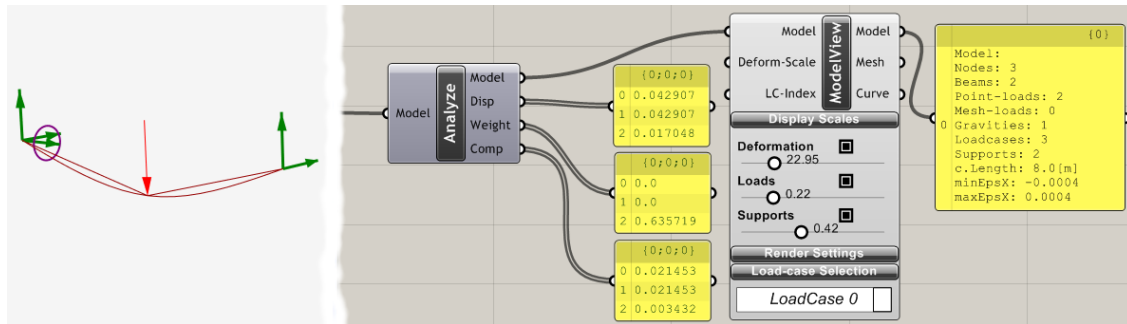 Model
Analyze
Model
Disp
Weight
Comp
{0;0;0}
0 0.042907
1 0.042907
2 0.017048
{0;0;0}
0 0.0
1 0.0
2 0.635719
{0;0;0}
0 0.021453
1 0.021453
2 0.003432
Model
Deform-Scale
LC-Index
ModelView
Model
Mesh
Curve
Display Scales
Deformation
22.95
Loads
0.22
Supports
0.42
Render Settings
Load-case Selection
LoadCase 0
{0}
0
Model:
Nodes: 3
Beams: 2
Point-loads: 2
Mesh-loads: 0
Gravities: 1
Loadcases: 3
Supports: 2
c.Length: 8.0[m]
minEpsX: -0.0004
maxEpsX: 0.0004